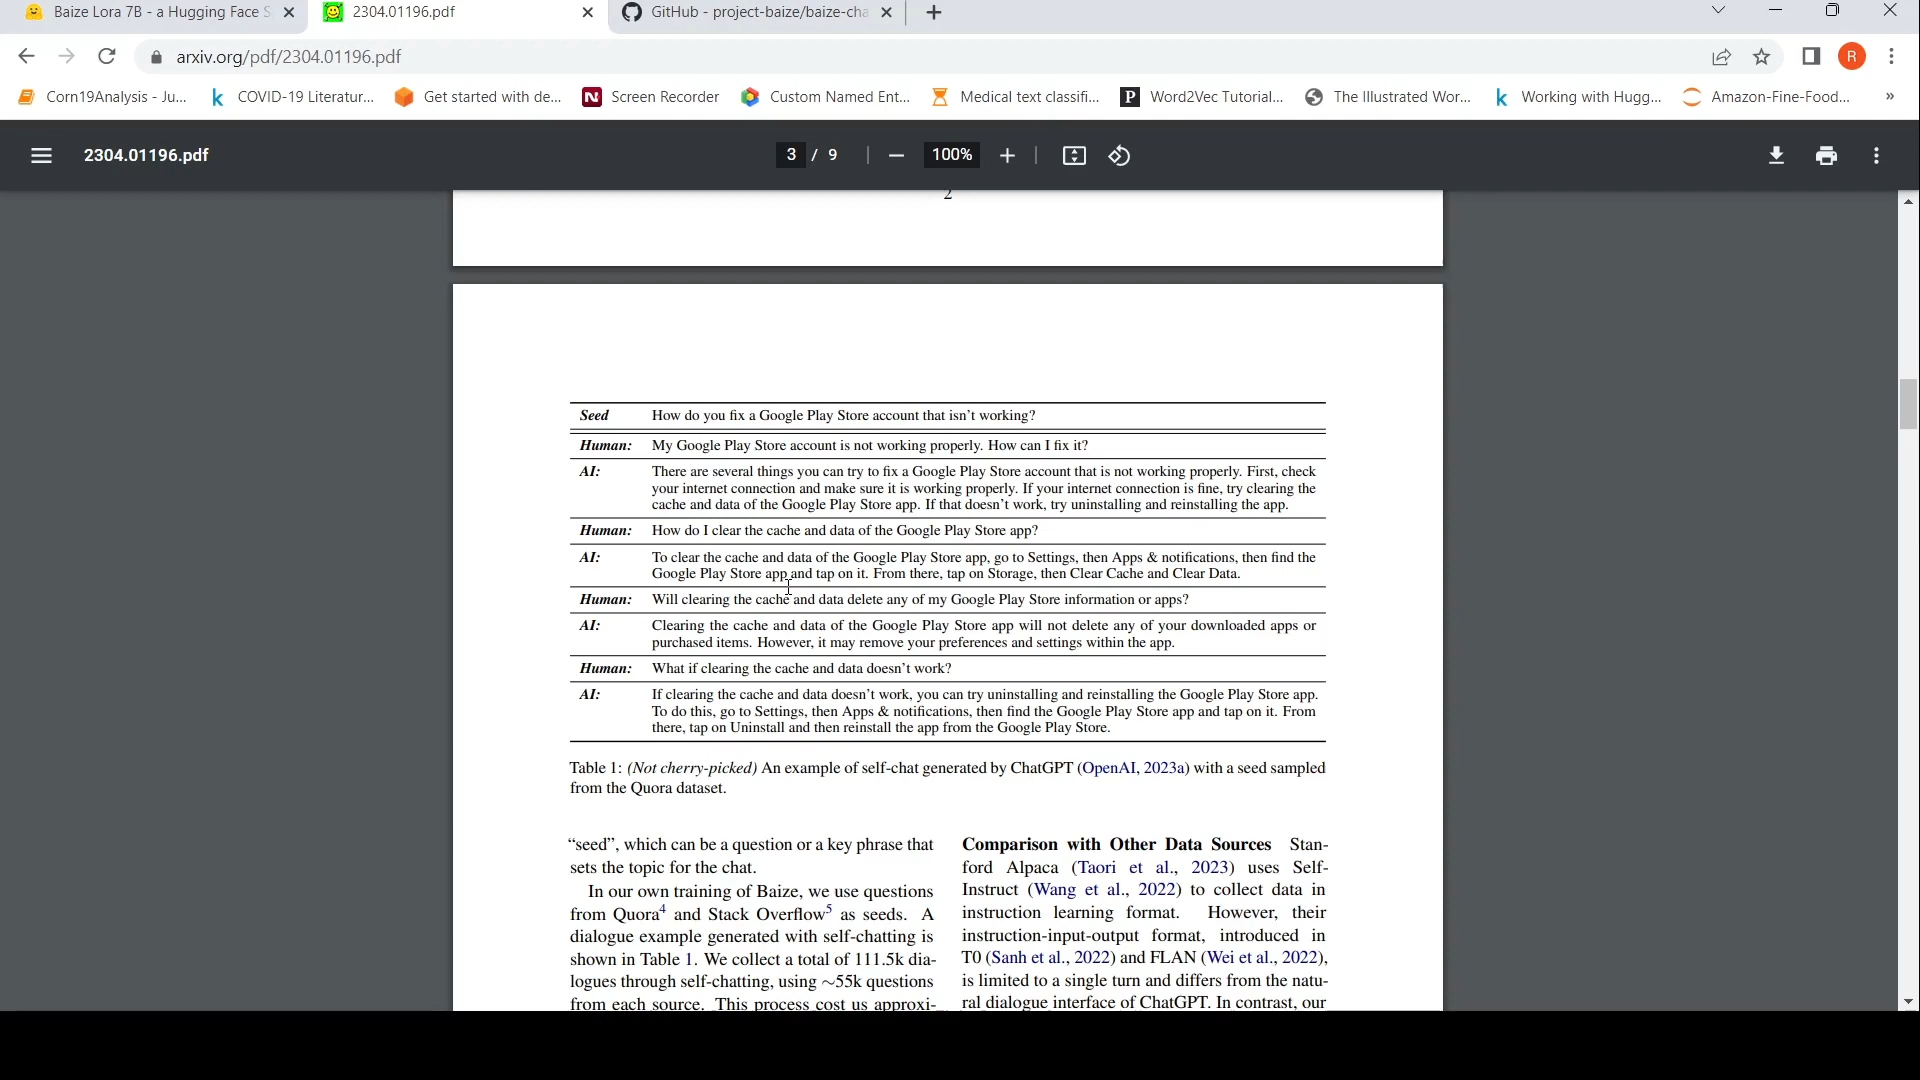 Baize Lora 7B - a Hugging Face S
2304.01196.pdf
GitHub - project-baize/baize-cha
arxiv.org/pdf/2304.01196.pdf
R
Corn19Analysis - Ju...
COVID-19 Literatur...
Get started with de...
Screen Recorder
Custom Named Ent...
Medical text classifi...
Word2Vec Tutorial...
The Illustrated Wor...
Working with Hugg...
Amazon-Fine-Food...
»
2304.01196.pdf
3 / 9
100%
2
Seed How do you fix a Google Play Store account that isn't working?
Human: My Google Play Store account is not working properly. How can I fix it?
AI: There are several things you can try to fix a Google Play Store account that is not working properly. First, check
your internet connection and make sure it is working properly. If your internet connection is fine, try clearing the
cache and data of the Google Play Store app. If that doesn't work, try uninstalling and reinstalling the app.
Human: How do I clear the cache and data of the Google Play Store app?
AI: To clear the cache and data of the Google Play Store app, go to Settings, then Apps & notifications, then find the
Google Play Store app and tap on it. From there, tap on Storage, then Clear Cache and Clear Data.
Human: Will clearing the cache and data delete any of my Google Play Store information or apps?
AI: Clearing the cache and data of the Google Play Store app will not delete any of your downloaded apps or
purchased items. However, it may remove your preferences and settings within the app.
Human: What if clearing the cache and data doesn't work?
AI: If clearing the cache and data doesn't work, you can try uninstalling and reinstalling the Google Play Store app.
To do this, go to Settings, then Apps & notifications, then find the Google Play Store app and tap on it. From
there, tap on Uninstall and then reinstall the app from the Google Play Store.
Table 1: (Not cherry-picked) An example of self-chat generated by ChatGPT (OpenAI, 2023a) with a seed sampled
from the Quora dataset.
“seed”, which can be a question or a key phrase that
sets the topic for the chat.
In our own training of Baize, we use questions
from Quora4 and Stack Overflow5 as seeds. A
dialogue example generated with self-chatting is
shown in Table 1. We collect a total of 111.5k dia-
logues through self-chatting, using ~55k questions
from each source. This process cost us approxi-
Comparison with Other Data Sources Stan-
ford Alpaca (Taori et al., 2023) uses Self-
Instruct (Wang et al., 2022) to collect data in
instruction learning format. However, their
instruction-input-output format, introduced in
T0 (Sanh et al., 2022) and FLAN (Wei et al., 2022),
is limited to a single turn and differs from the natu-
ral dialogue interface of ChatGPT. In contrast, our